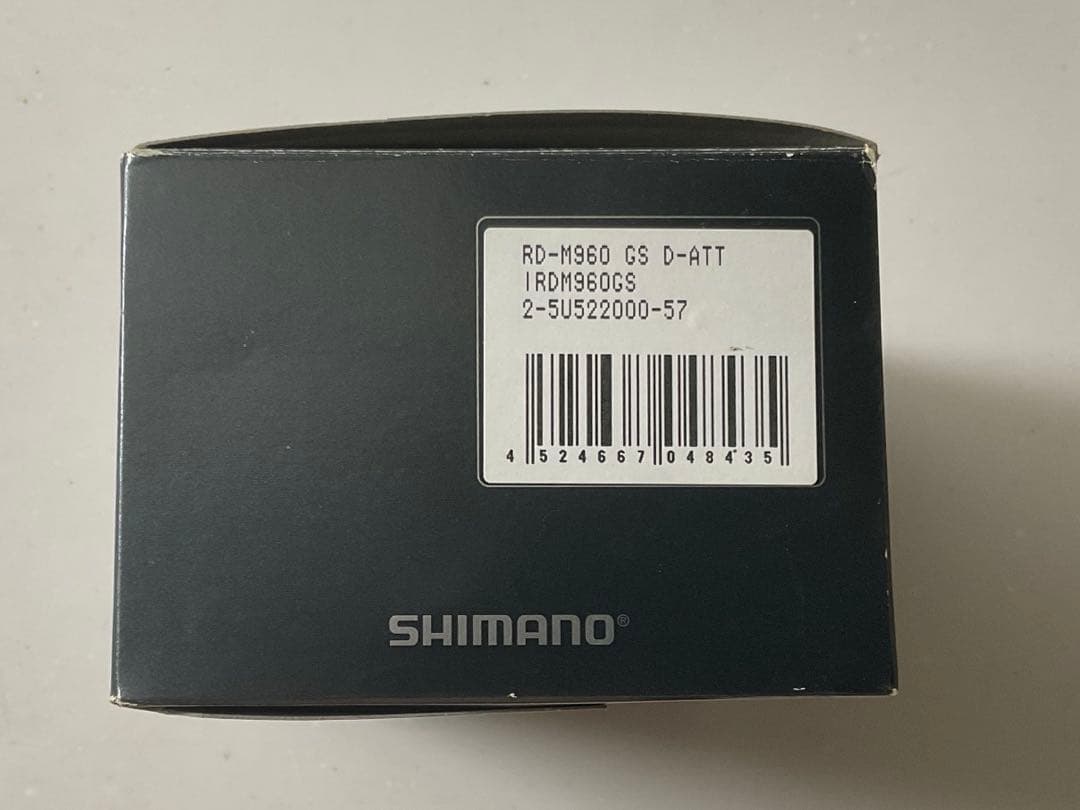 RD-M960 GS D-ATT
IRDM960GS
2-5U522000-57
4 524667 048435
SHIMANO®